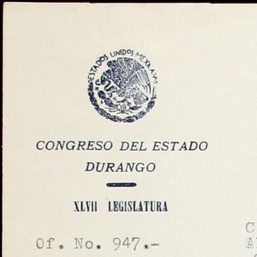 ESTADOS UNIDOS MEXICANOS
CONGRESO DEL ESTADO
DURANGO
XLVII LEGISLATURA
Of. No. 947.-
C
A